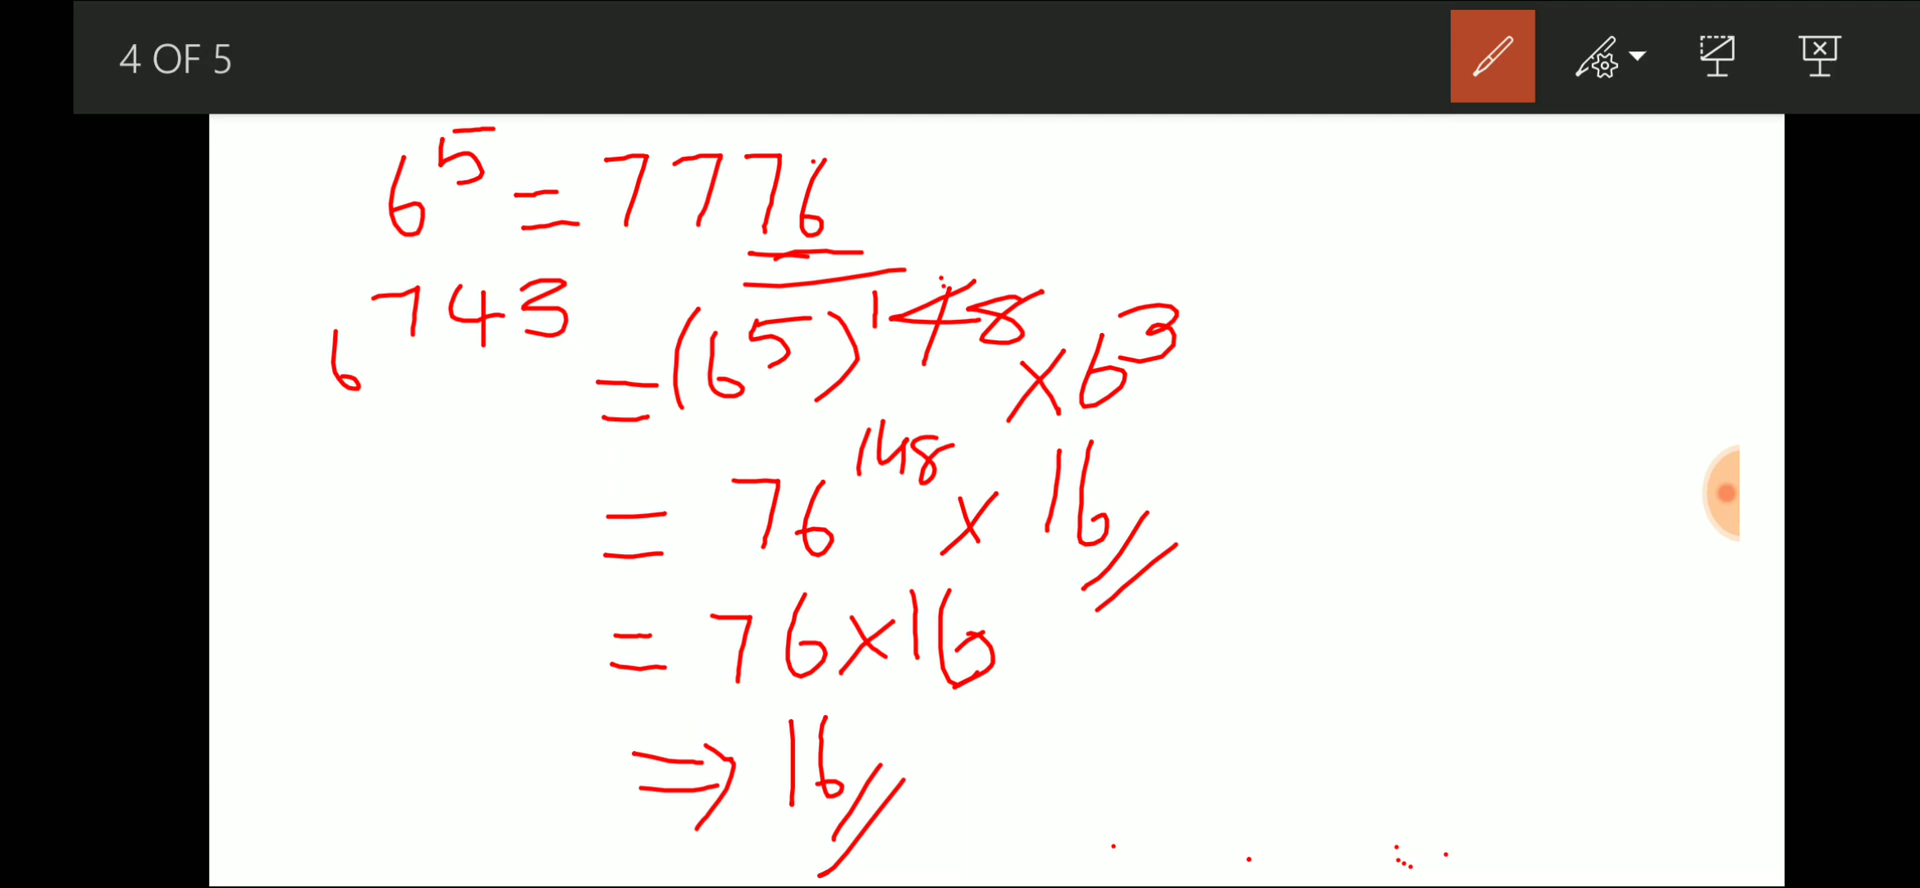 4 OF 5
6^5 = 7776
6^743 = (6^5)^148 × 6^3
= 76^148 × 16
= 76×16
⇒ 16